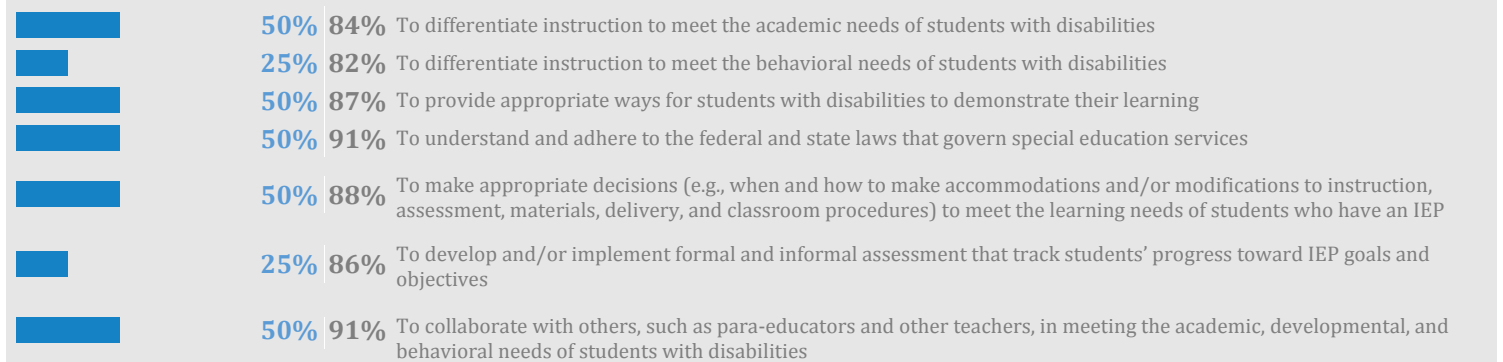 50% 84% To differentiate instruction to meet the academic needs of students with disabilities
25% 82% To differentiate instruction to meet the behavioral needs of students with disabilities
50% 87% To provide appropriate ways for students with disabilities to demonstrate their learning
50% 91% To understand and adhere to the federal and state laws that govern special education services
50% 88% To make appropriate decisions (e.g., when and how to make accommodations and/or modifications to instruction,
assessment, materials, delivery, and classroom procedures) to meet the learning needs of students who have an IEP
25% 86% To develop and/or implement formal and informal assessment that track students’ progress toward IEP goals and
objectives
50% 91% To collaborate with others, such as para-educators and other teachers, in meeting the academic, developmental, and
behavioral needs of students with disabilities